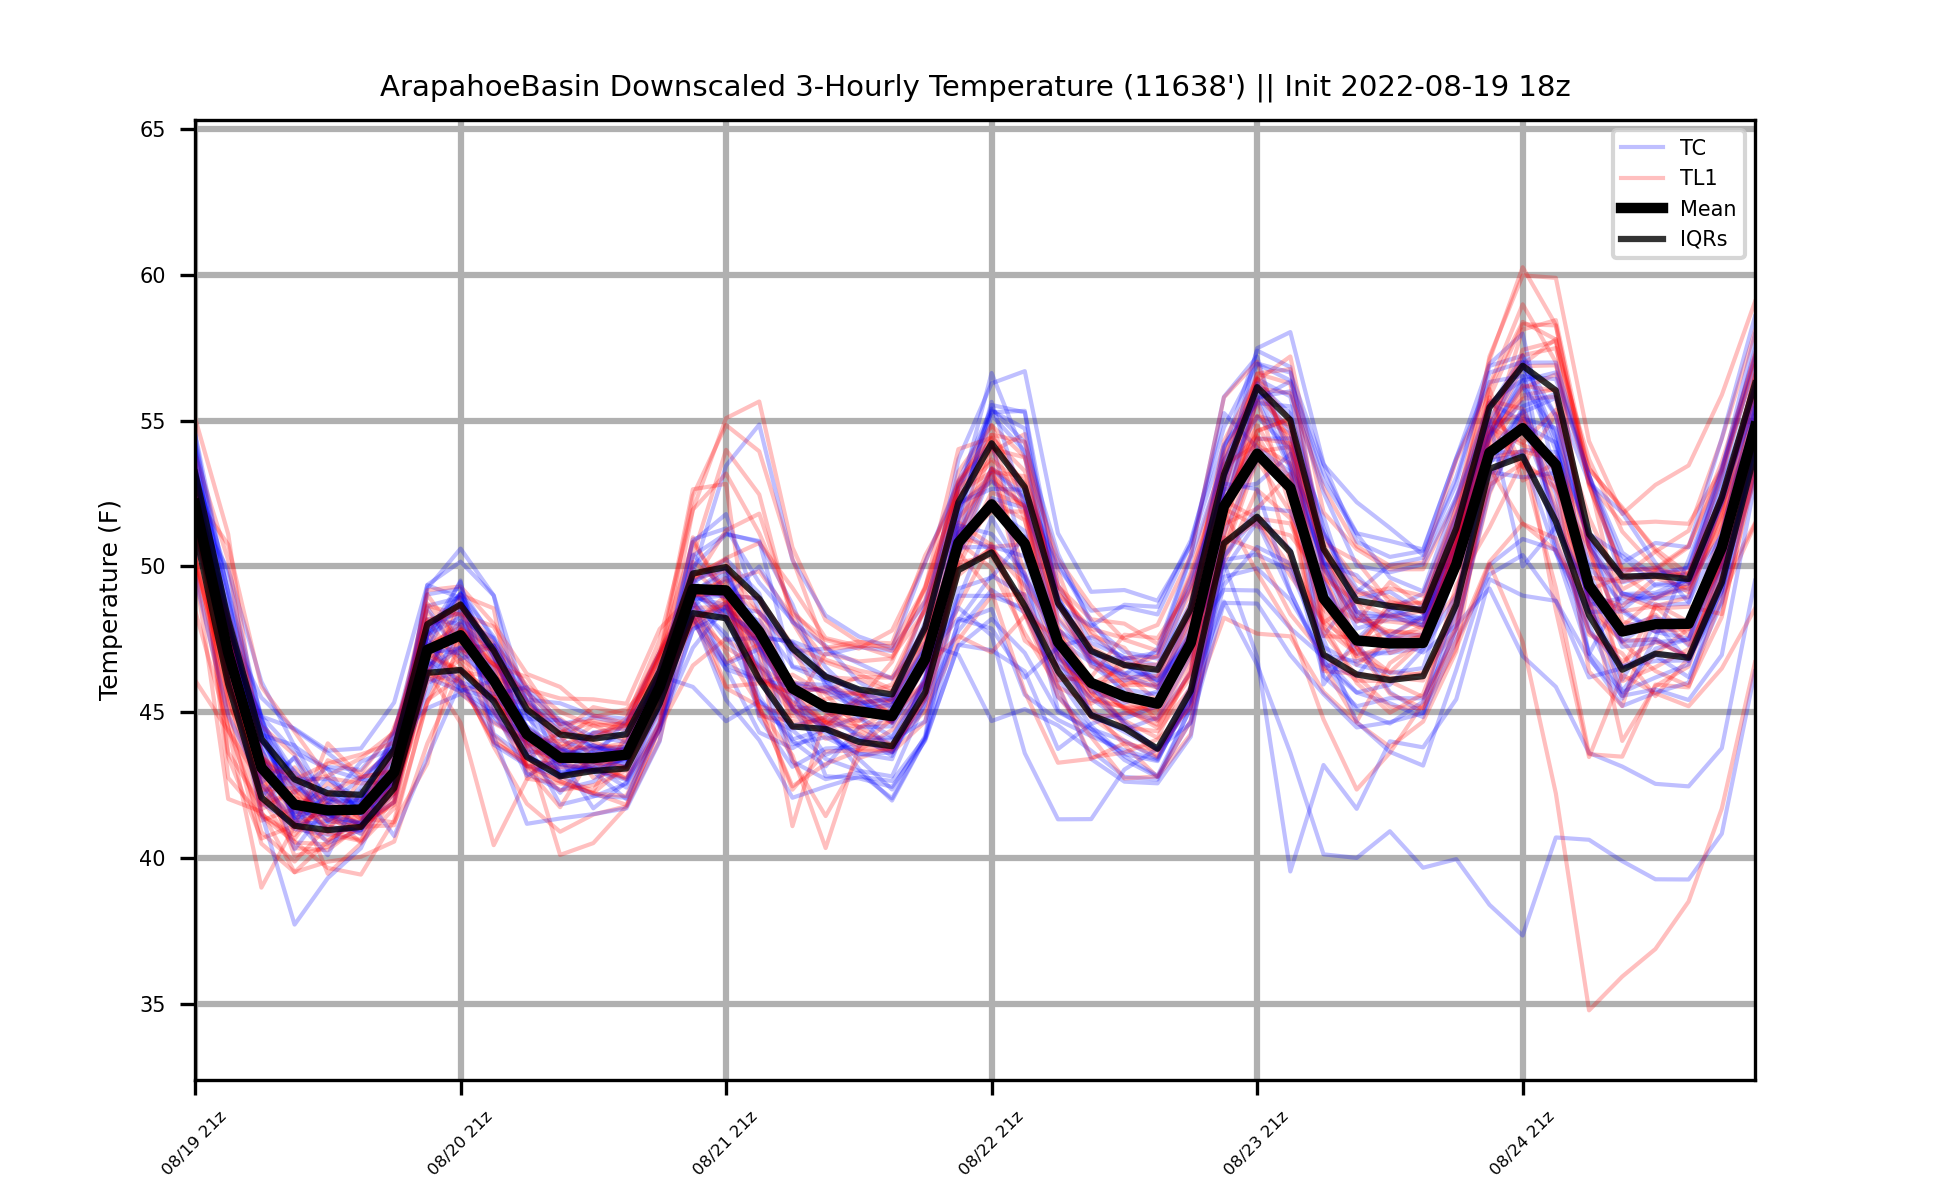 ArapahoeBasin Downscaled 3-Hourly Temperature (11638') || Init 2022-08-19 18z
65
60
55
50
45
40
35
Temperature (F)
TC
TL1
Mean
IQRs
08/19 21z
08/20 21z
08/21 21z
08/22 21z
08/23 21z
08/24 21z